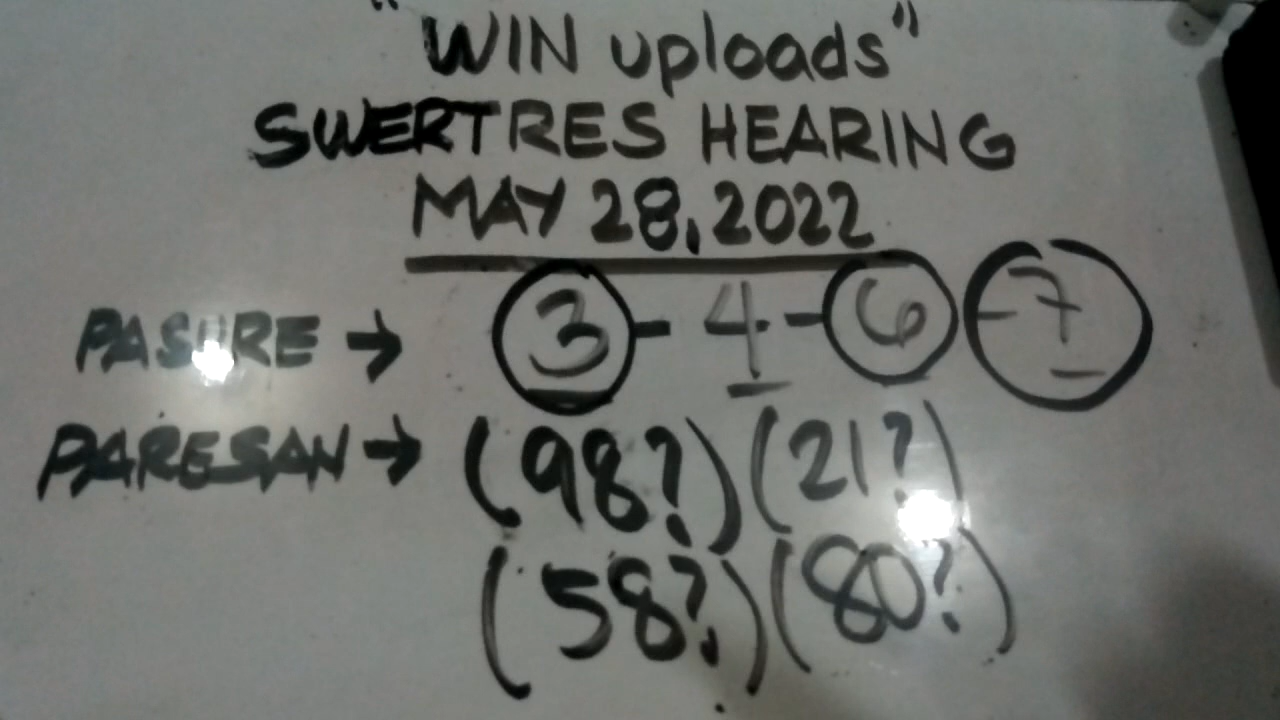 "WIN uploads"
SWERTRES HEARING
MAY 28, 2022
PASURE → 3 - 4 - 6 - 7
PARESAN → (98?) (21?)
(58?) (80?)